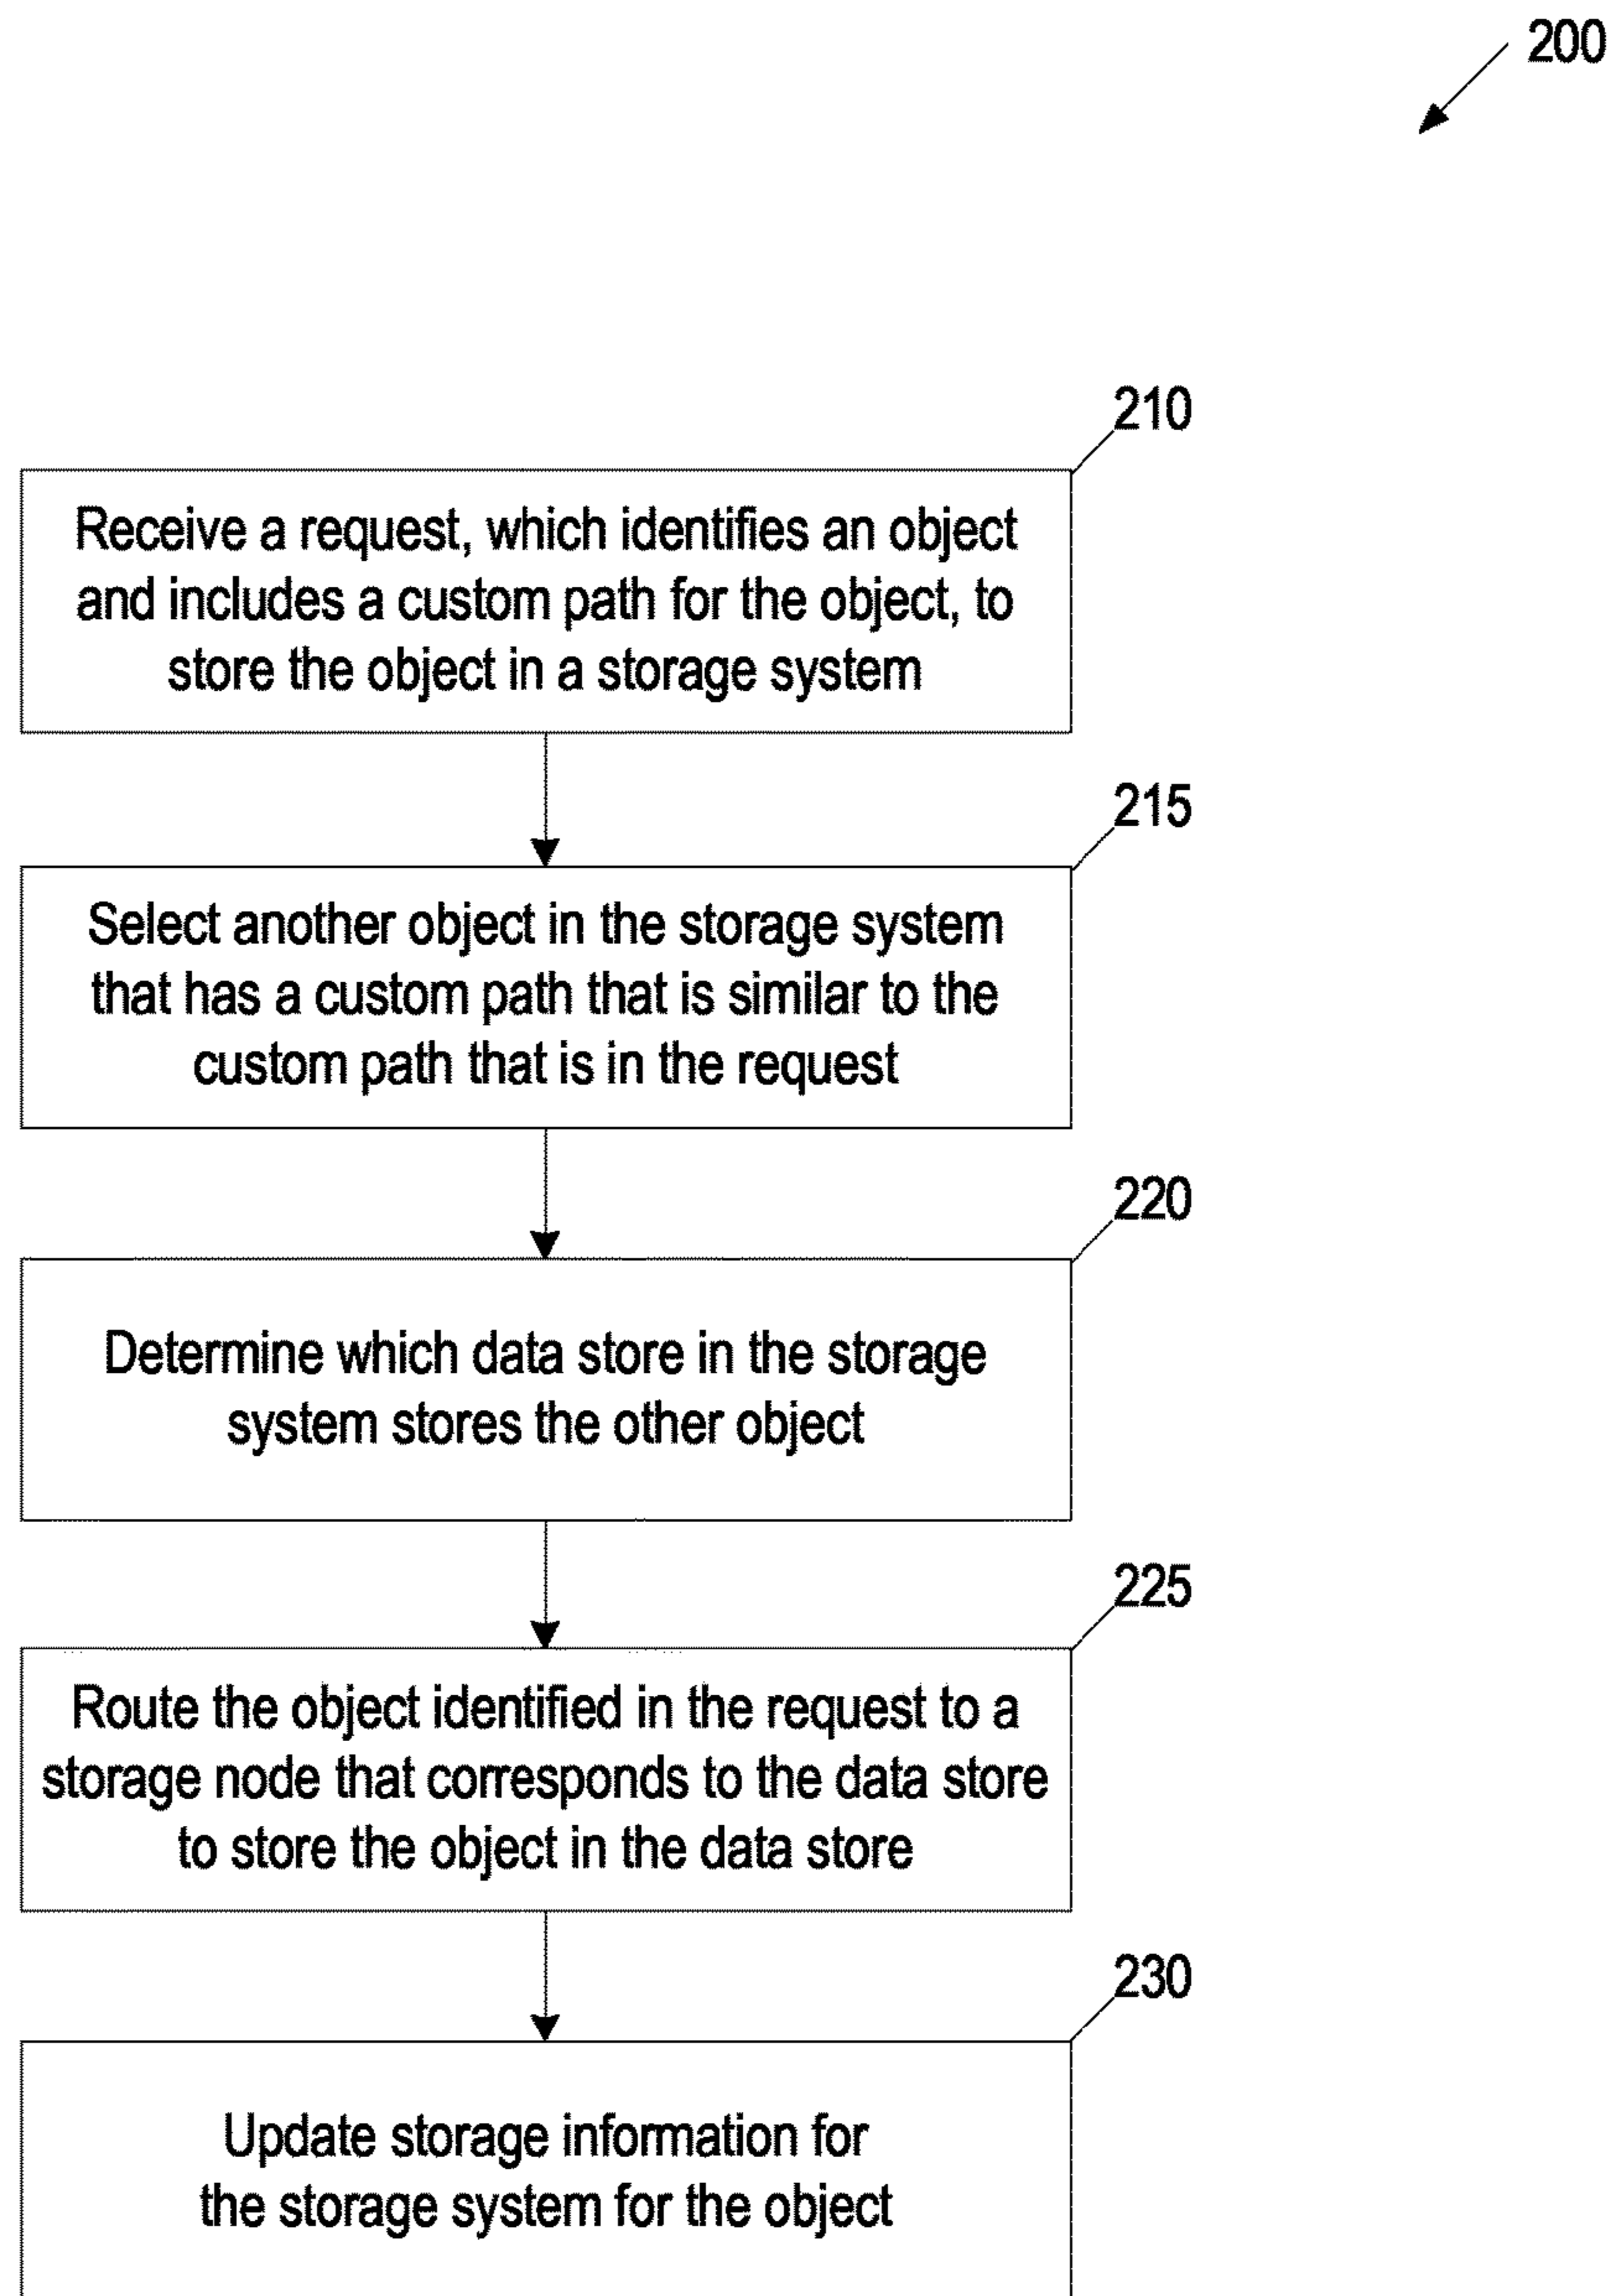 200
210
Receive a request, which identifies an object
and includes a custom path for the object, to
store the object in a storage system
215
Select another object in the storage system
that has a custom path that is similar to the
custom path that is in the request
220
Determine which data store in the storage
system stores the other object
225
Route the object identified in the request to a
storage node that corresponds to the data store
to store the object in the data store
230
Update storage information for
the storage system for the object